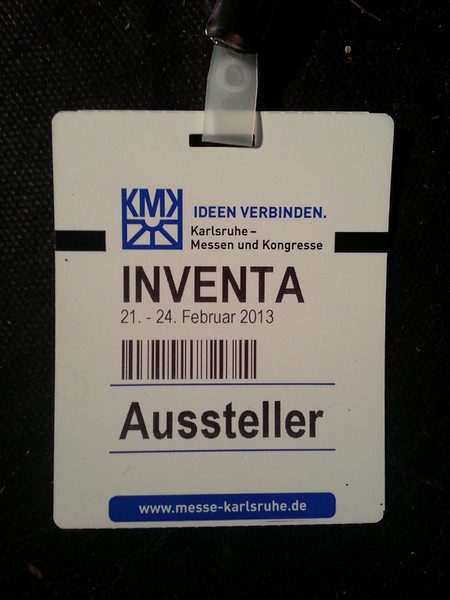 KMK
IDEEN VERBINDEN.
Karlsruhe –
Messen und Kongresse
INVENTA
21. - 24. Februar 2013
Aussteller
www.messe-karlsruhe.de